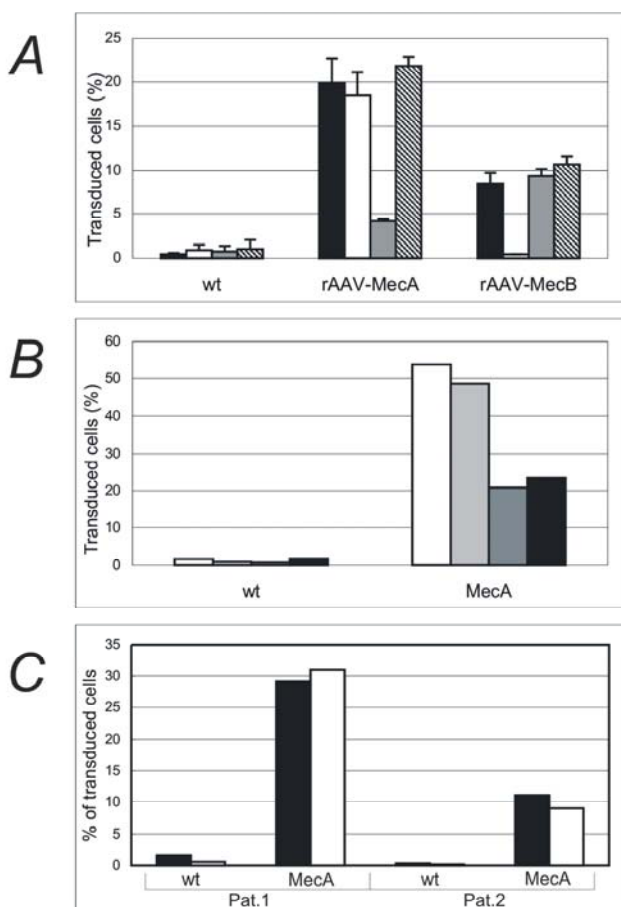 A
Transduced cells (%)
25
20
15
10
5
0
wt rAAV-MecA rAAV-MecB
B
Transduced cells (%)
60
50
40
30
20
10
0
wt MecA
C
% of transduced cells
35
30
25
20
15
10
5
0
wt MecA wt MecA
Pat.1 Pat.2